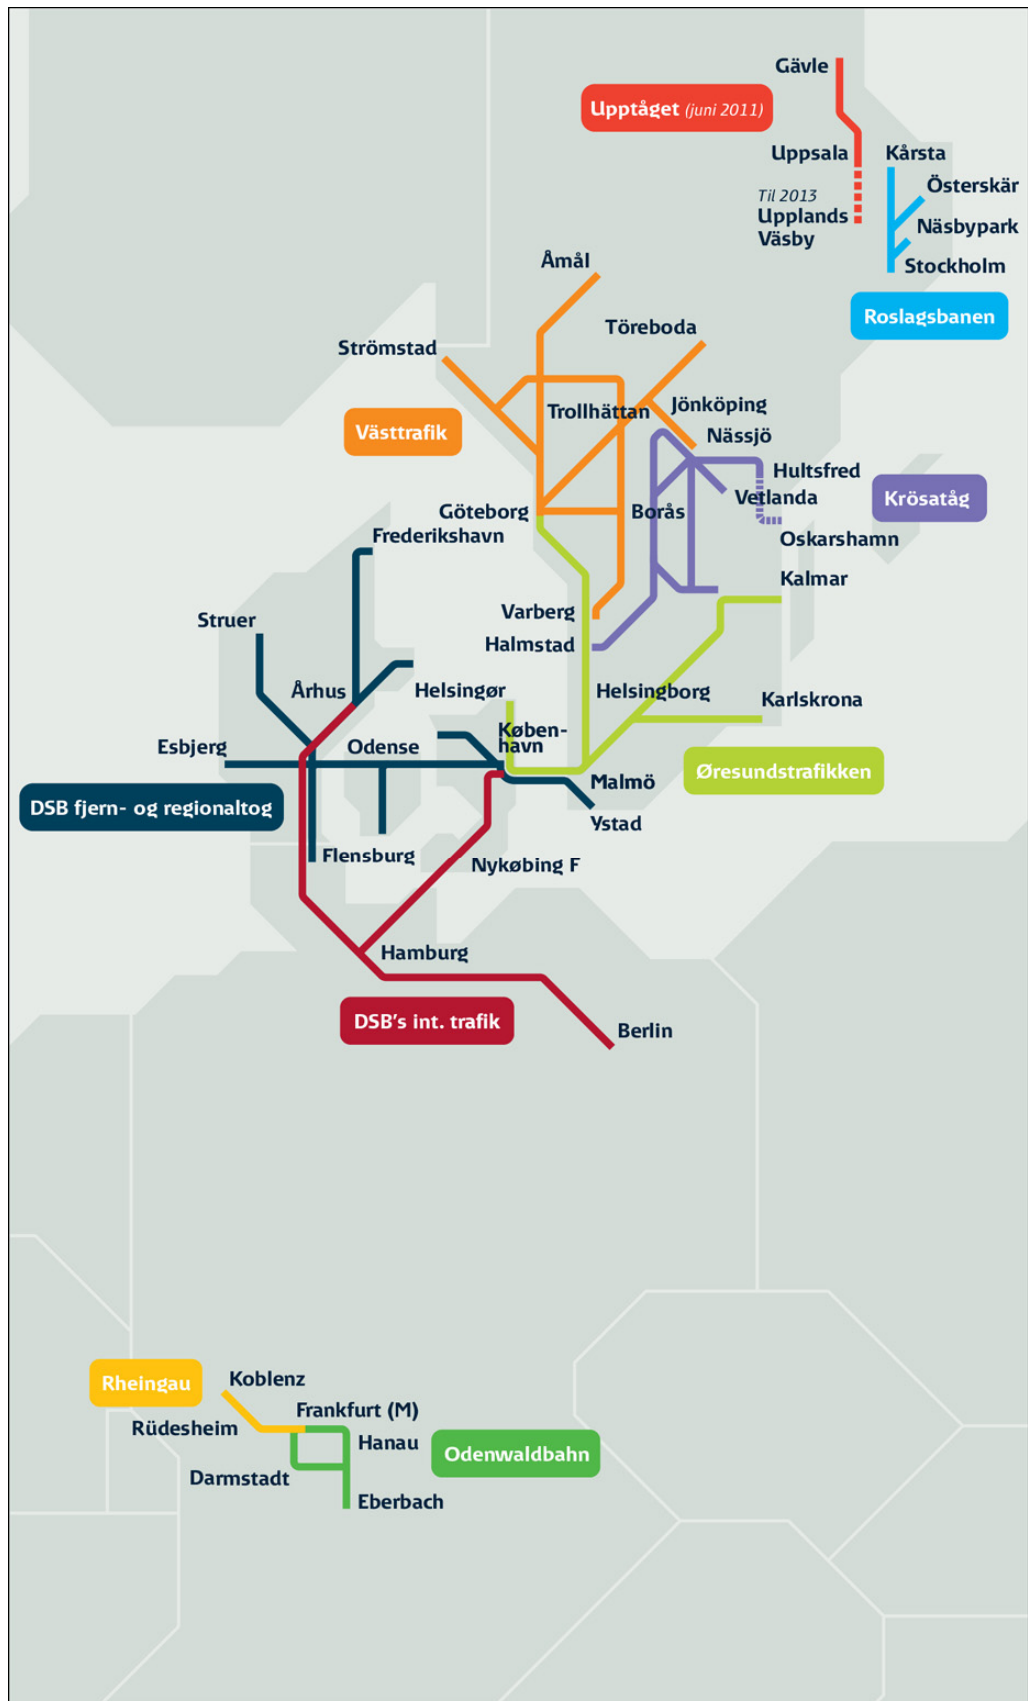 Gävle
Upptåget (juni 2011)
Uppsala
Kårsta
Österskär
Til 2013
Upplands
Väsby
Näsbypark
Stockholm
Åmål
Roslagsbanen
Töreboda
Strömstad
Trollhättan
Jönköping
Västtrafik
Nässjö
Hultsfred
Vetlanda
Krösatåg
Göteborg
Borås
Frederikshavn
Oskarshamn
Kalmar
Varberg
Struer
Halmstad
Århus
Helsingør
Helsingborg
Karlskrona
Køben-
havn
Esbjerg
Odense
Øresundstrafikken
Malmö
DSB fjern- og regionaltog
Ystad
Flensburg
Nykøbing F
Hamburg
DSB's int. trafik
Berlin
Rheingau
Koblenz
Frankfurt (M)
Rüdesheim
Hanau
Odenwaldbahn
Darmstadt
Eberbach